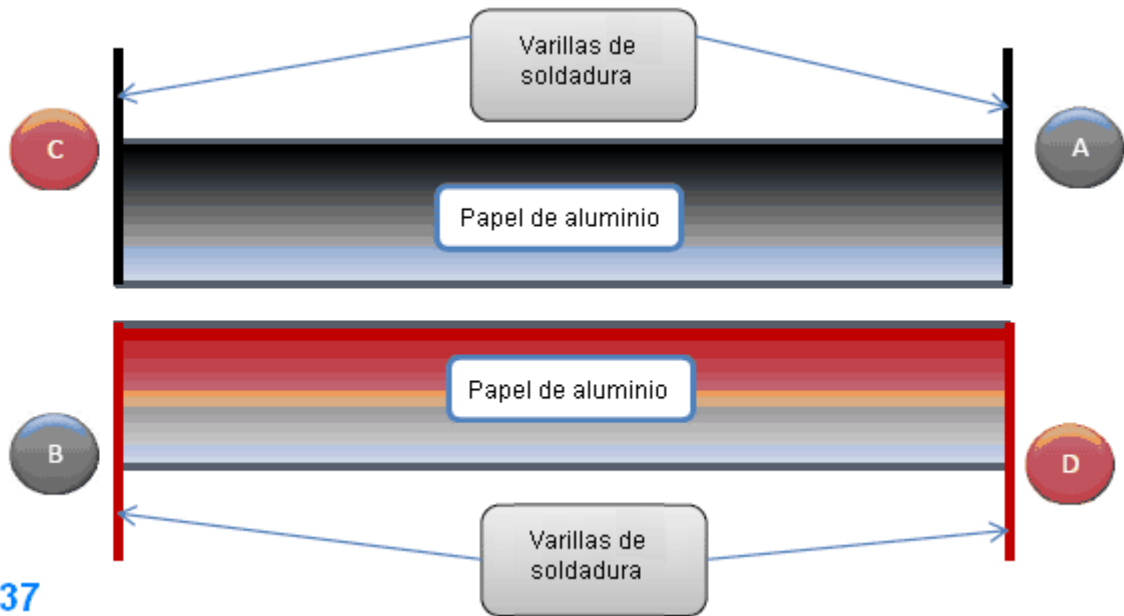 Varillas de
soldadura
C
A
Papel de aluminio
Papel de aluminio
B
D
Varillas de
soldadura
37